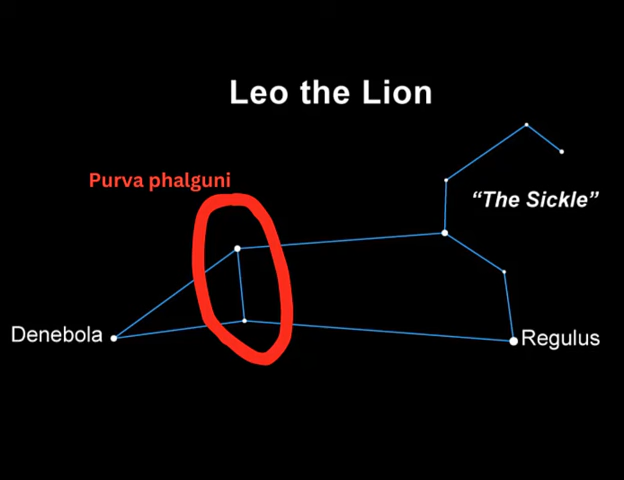 Leo the Lion
Purva phalguni
“The Sickle”
Denebola
Regulus